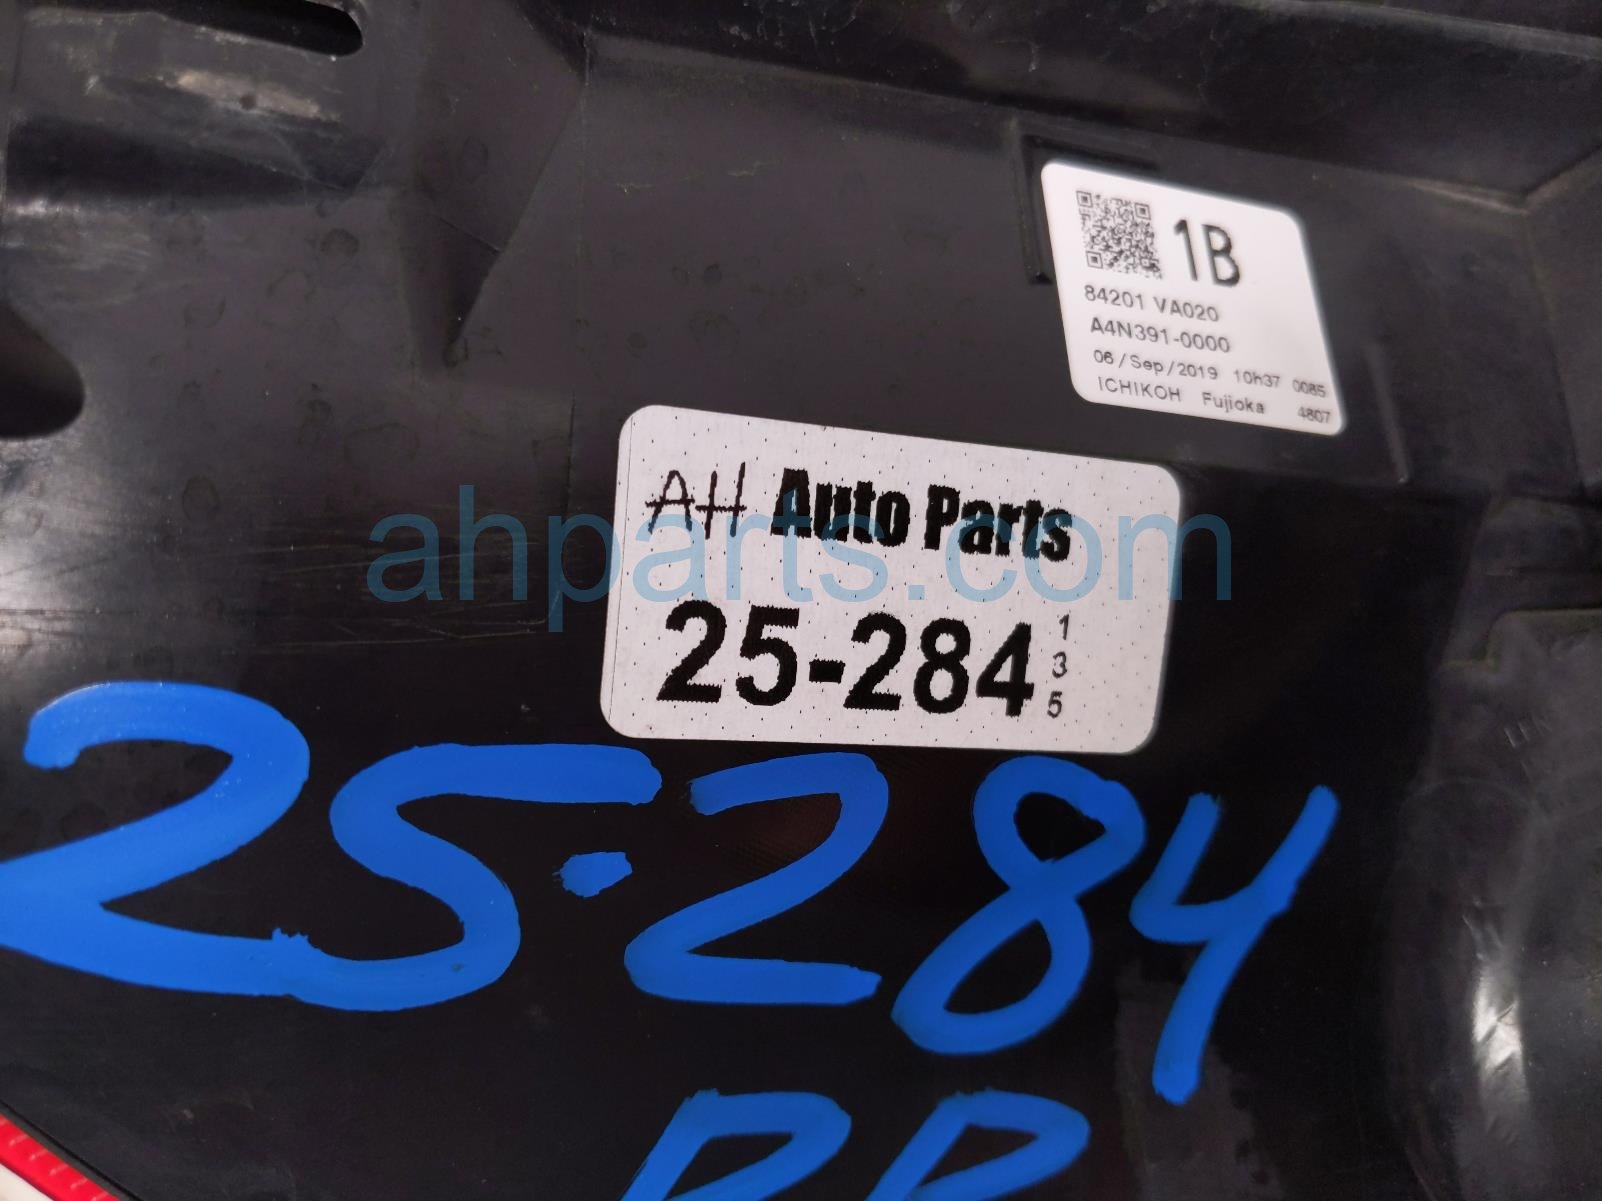 1B
84201 VA020
A4N391-0000
06/Sep/2019 10h37 0085
ICHIKOH Fujioka 4807
AH Auto Parts
ahparts.com
25-284
1
3
5
25-284